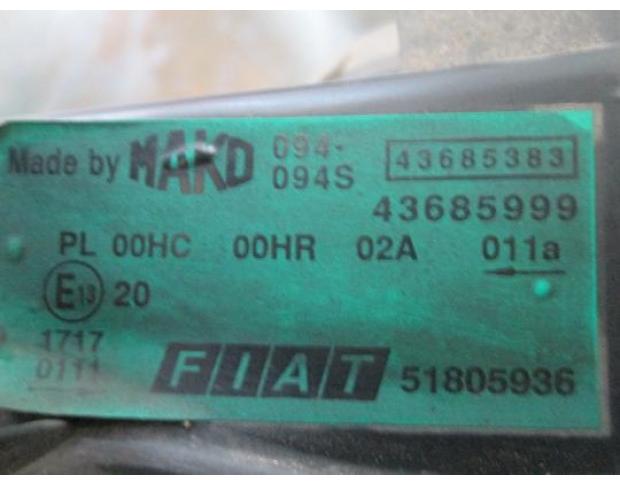 Made by MAKO 094- 43685383
094S
43685999
PL 00HC 00HR 02A 011a
E13 20
1717
0111
FIAT 51805936